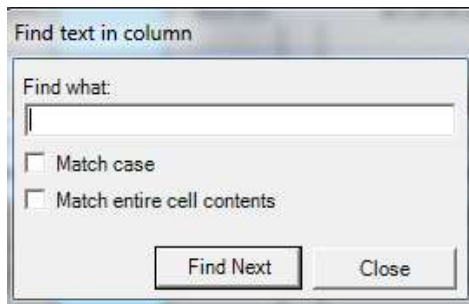 Find text in column
Find what:
Match case
Match entire cell contents
Find Next Close